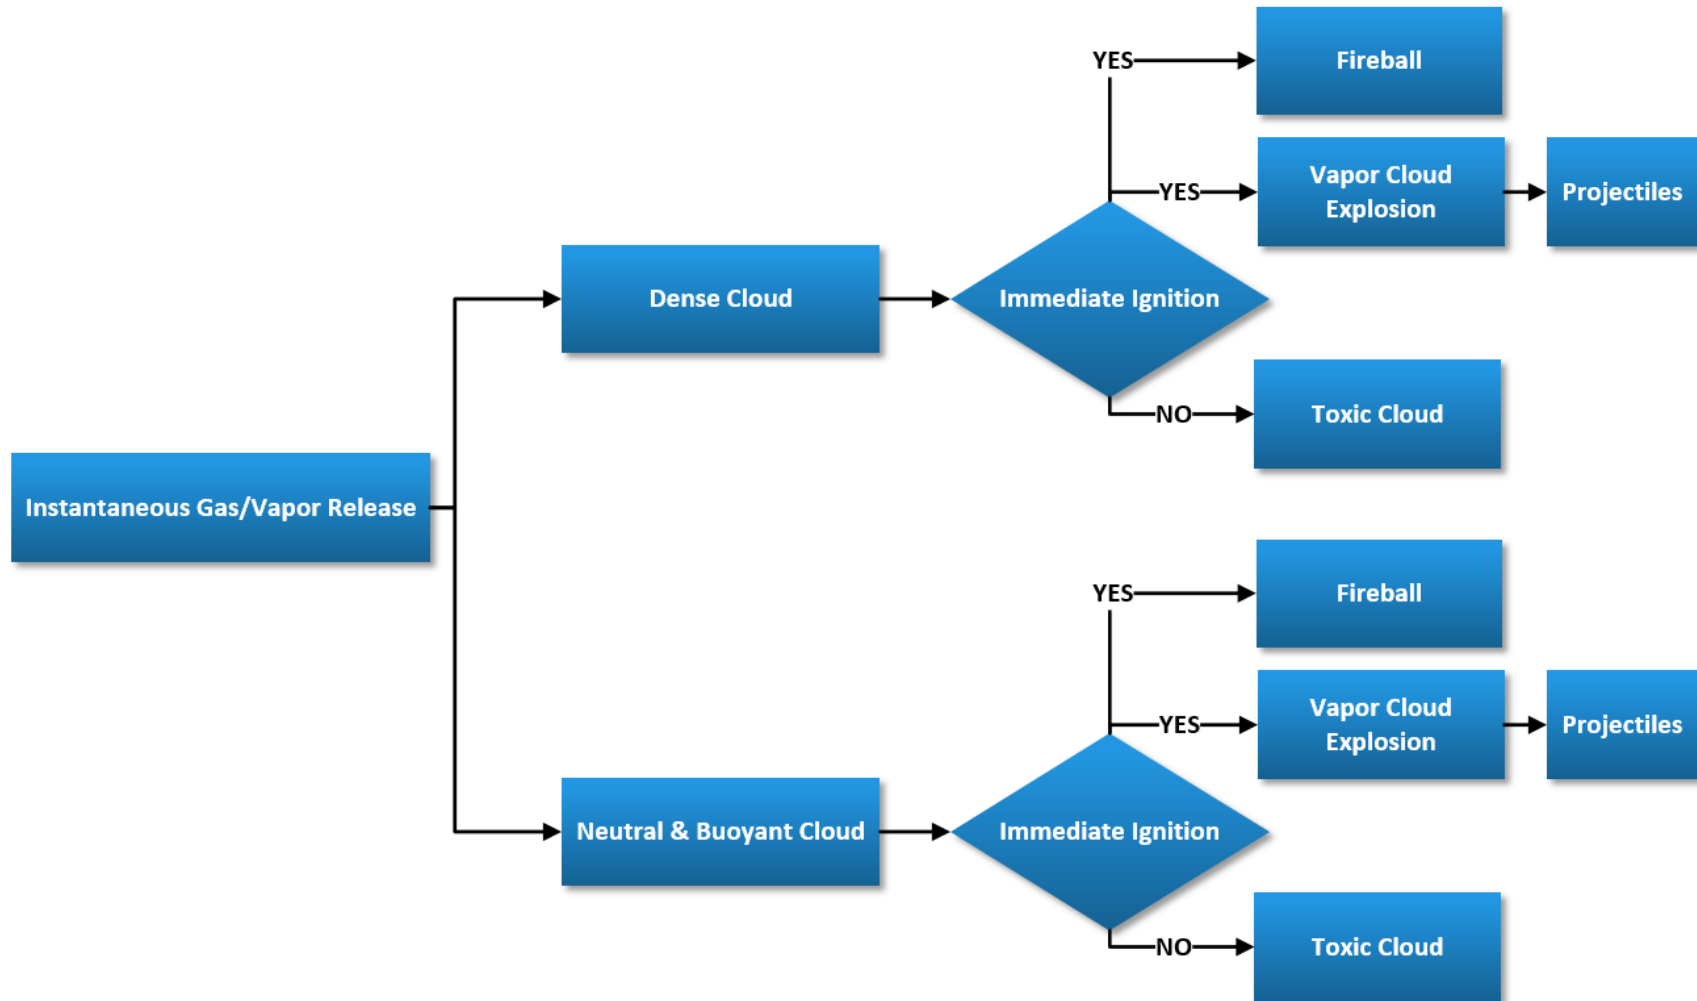 YES
Fireball
YES
Vapor Cloud
Explosion
Projectiles
Dense Cloud
Immediate Ignition
NO
Toxic Cloud
Instantaneous Gas/Vapor Release
YES
Fireball
YES
Vapor Cloud
Explosion
Projectiles
Neutral & Buoyant Cloud
Immediate Ignition
NO
Toxic Cloud